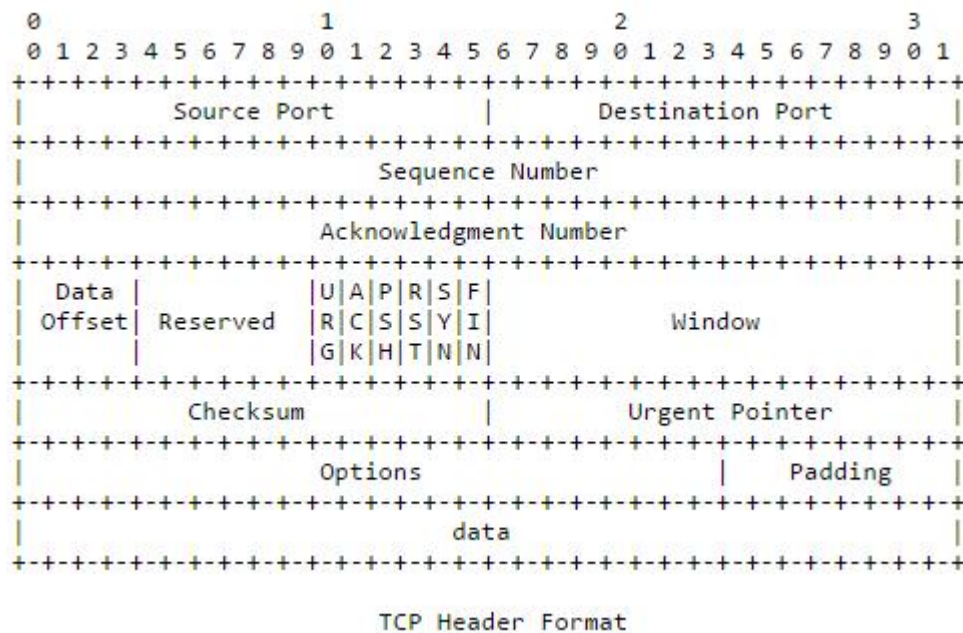 0                   1                   2                   3
 0 1 2 3 4 5 6 7 8 9 0 1 2 3 4 5 6 7 8 9 0 1 2 3 4 5 6 7 8 9 0 1
+-+-+-+-+-+-+-+-+-+-+-+-+-+-+-+-+-+-+-+-+-+-+-+-+-+-+-+-+-+-+-+-+
|          Source Port          |       Destination Port        |
+-+-+-+-+-+-+-+-+-+-+-+-+-+-+-+-+-+-+-+-+-+-+-+-+-+-+-+-+-+-+-+-+
|                        Sequence Number                        |
+-+-+-+-+-+-+-+-+-+-+-+-+-+-+-+-+-+-+-+-+-+-+-+-+-+-+-+-+-+-+-+-+
|                    Acknowledgment Number                      |
+-+-+-+-+-+-+-+-+-+-+-+-+-+-+-+-+-+-+-+-+-+-+-+-+-+-+-+-+-+-+-+-+
|  Data |           |U|A|P|R|S|F|                               |
| Offset| Reserved  |R|C|S|S|Y|I|            Window             |
|       |           |G|K|H|T|N|N|                               |
+-+-+-+-+-+-+-+-+-+-+-+-+-+-+-+-+-+-+-+-+-+-+-+-+-+-+-+-+-+-+-+-+
|           Checksum            |         Urgent Pointer        |
+-+-+-+-+-+-+-+-+-+-+-+-+-+-+-+-+-+-+-+-+-+-+-+-+-+-+-+-+-+-+-+-+
|                    Options                    |    Padding    |
+-+-+-+-+-+-+-+-+-+-+-+-+-+-+-+-+-+-+-+-+-+-+-+-+-+-+-+-+-+-+-+-+
|                             data                              |
+-+-+-+-+-+-+-+-+-+-+-+-+-+-+-+-+-+-+-+-+-+-+-+-+-+-+-+-+-+-+-+-+
TCP Header Format